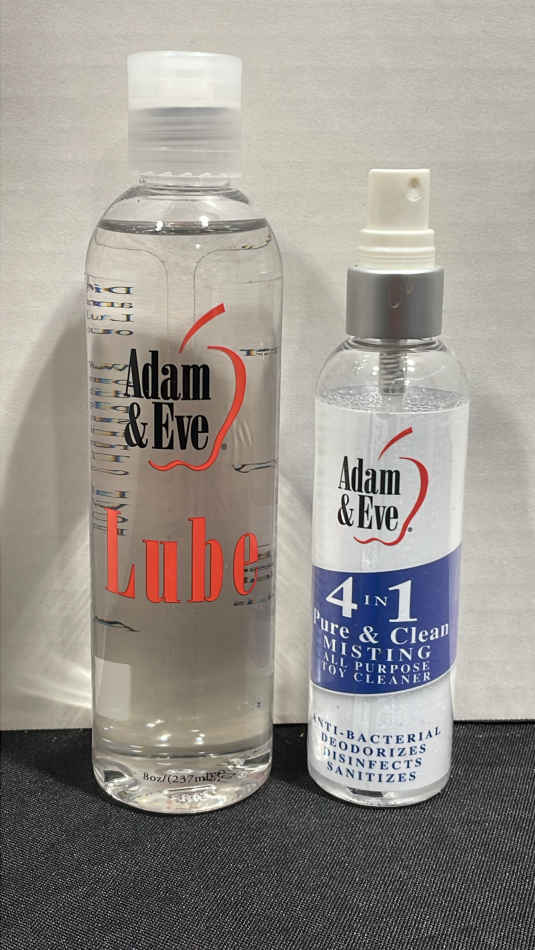 Adam
& Eve®
Lube
8oz/(237ml)
Adam
& Eve®
4 IN 1
Pure & Clean
MISTING
ALL PURPOSE
TOY CLEANER
ANTI-BACTERIAL
DEODORIZES
DISINFECTS
SANITIZES